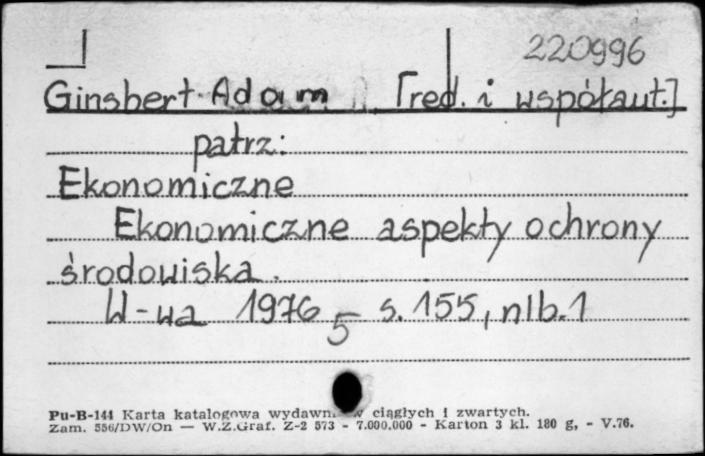 220996
Ginsbert Adam [red. i współaut.]
patrz:
Ekonomiczne
Ekonomiczne aspekty ochrony
środowiska.
W-wa 1976 s. 155, nlb. 1
5
Pu-B-144 Karta katalogowa wydawn. ciągłych i zwartych.
Zam. 556/DW/On — W.Z.Graf. Z-2 573 - 7.000.000 - Karton 3 kl. 180 g, - V.76.